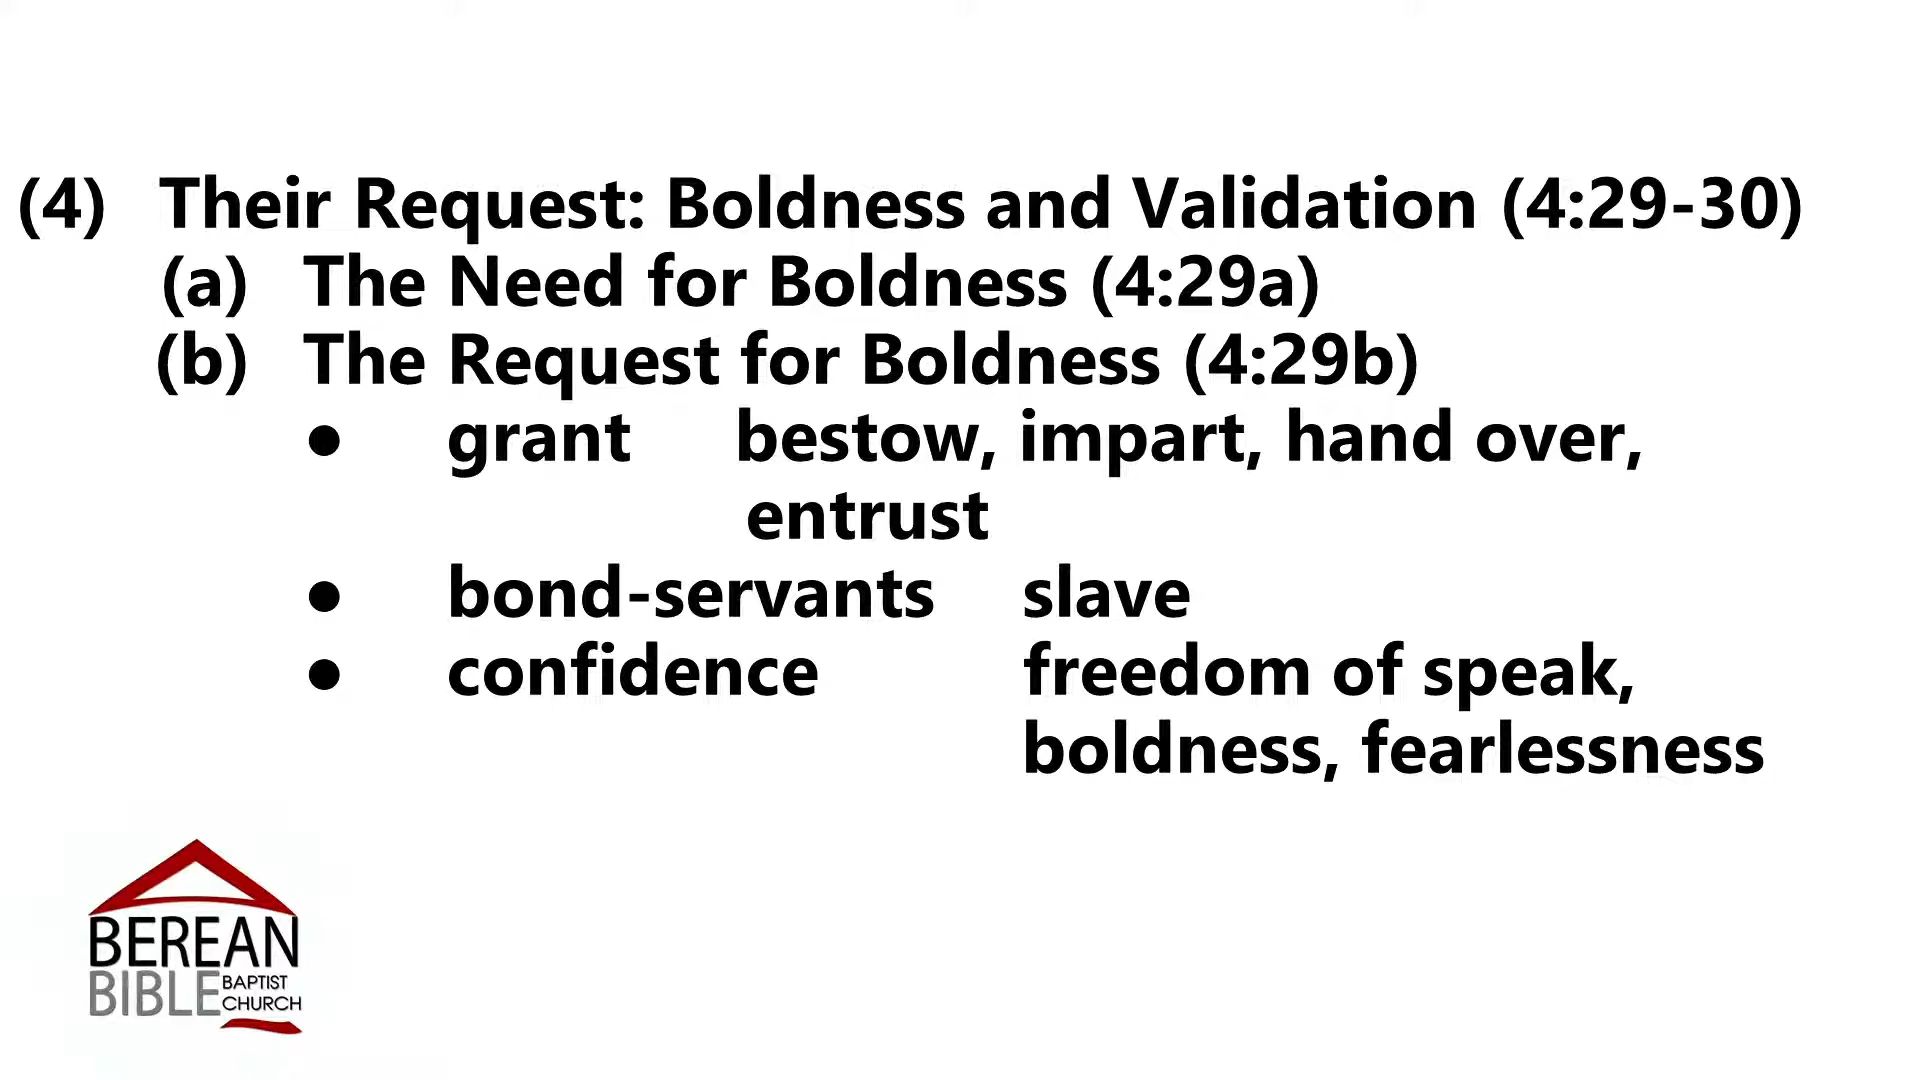 (4) Their Request: Boldness and Validation (4:29-30)
(a) The Need for Boldness (4:29a)
(b) The Request for Boldness (4:29b)
● grant bestow, impart, hand over,
entrust
● bond-servants slave
● confidence freedom of speak,
boldness, fearlessness
BEREAN
BIBLE BAPTIST
CHURCH